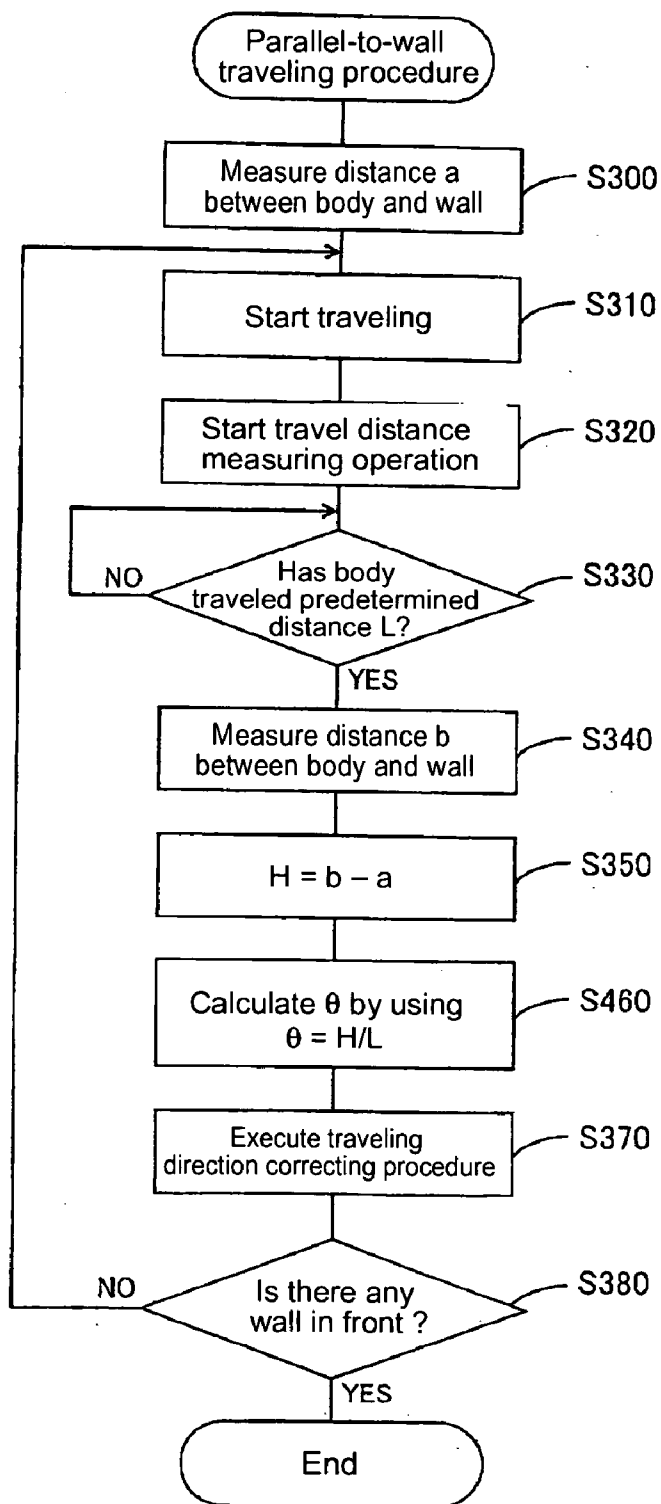 Parallel-to-wall
traveling procedure
Measure distance a
between body and wall
S300
Start traveling
S310
Start travel distance
measuring operation
S320
Has body
traveled predetermined
distance L?
S330
NO
YES
Measure distance b
between body and wall
S340
H = b – a
S350
Calculate θ by using
θ = H/L
S460
Execute traveling
direction correcting procedure
S370
Is there any
wall in front ?
S380
NO
YES
End